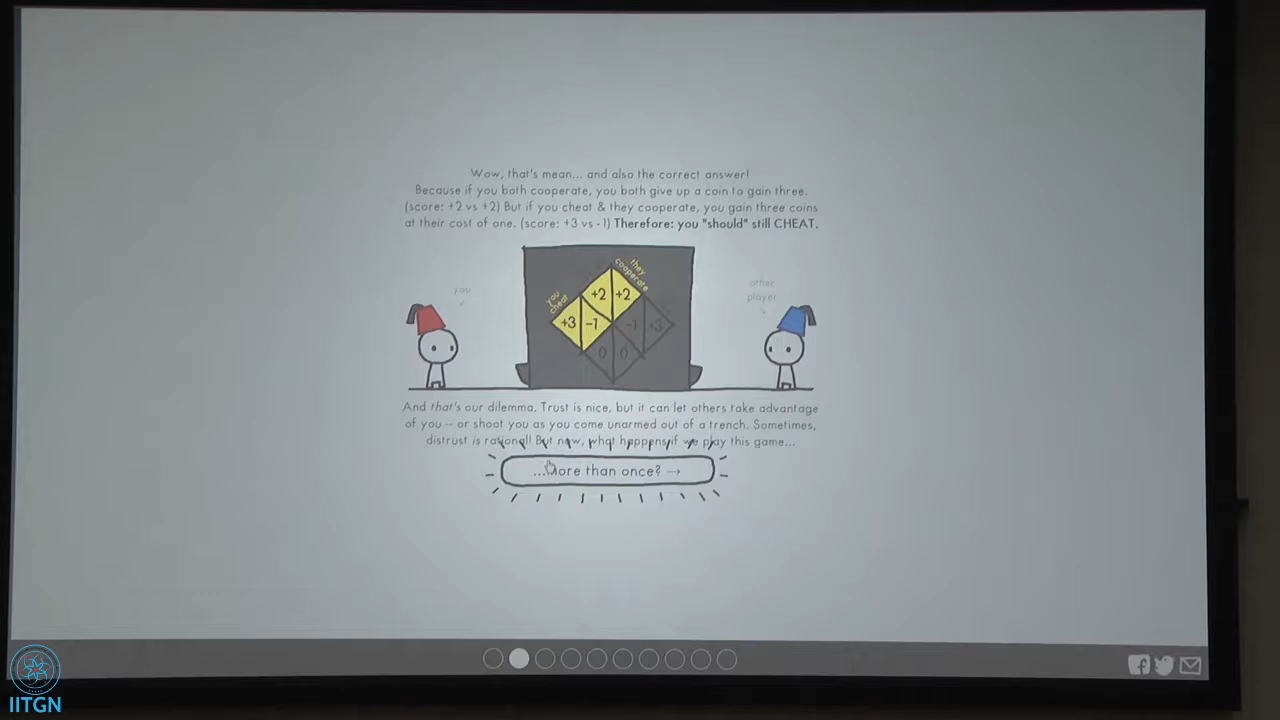 Wow, that's mean... and also the correct answer!
Because if you both cooperate, you both give up a coin to gain three.
(score: +2 vs +2) But if you cheat & they cooperate, you gain three coins
at their cost of one. (score: +3 vs -1) Therefore: you "should" still CHEAT.
they
cooperate
you
cheat
+2 +2
+3 -1 -1 +3
0 0
you
other
player
And that's our dilemma. Trust is nice, but it can let others take advantage
of you -- or shoot you as you come unarmed out of a trench. Sometimes,
distrust is rational! But now, what happens if we play this game...
...more than once? →
IITGN